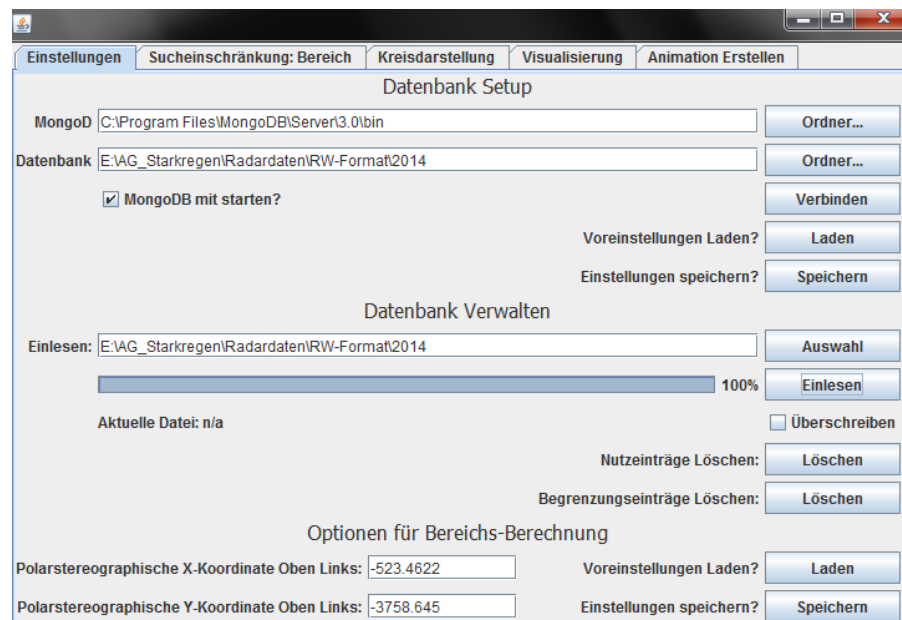 Einstellungen Sucheinschränkung: Bereich Kreisdarstellung Visualisierung Animation Erstellen
Datenbank Setup
MongoD C:\Program Files\MongoDB\Server\3.0\bin Ordner...
Datenbank E:\AG_Starkregen\Radardaten\RW-Format\2014 Ordner...
MongoDB mit starten? Verbinden
Voreinstellungen Laden? Laden
Einstellungen speichern? Speichern
Datenbank Verwalten
Einlesen: E:\AG_Starkregen\Radardaten\RW-Format\2014 Auswahl
100% Einlesen
Aktuelle Datei: n/a Überschreiben
Nutzeinträge Löschen: Löschen
Begrenzungseinträge Löschen: Löschen
Optionen für Bereichs-Berechnung
Polarstereographische X-Koordinate Oben Links: -523.4622 Voreinstellungen Laden? Laden
Polarstereographische Y-Koordinate Oben Links: -3758.645 Einstellungen speichern? Speichern